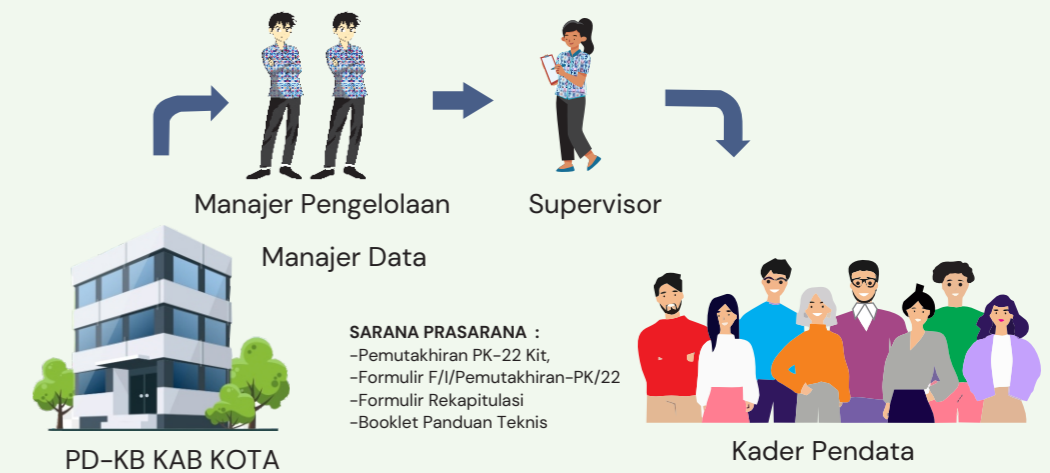 Manajer Pengelolaan
Supervisor
Manajer Data
SARANA PRASARANA :
-Pemutakhiran PK-22 Kit,
-Formulir F/I/Pemutakhiran-PK/22
-Formulir Rekapitulasi
-Booklet Panduan Teknis
Kader Pendata
PD-KB KAB KOTA